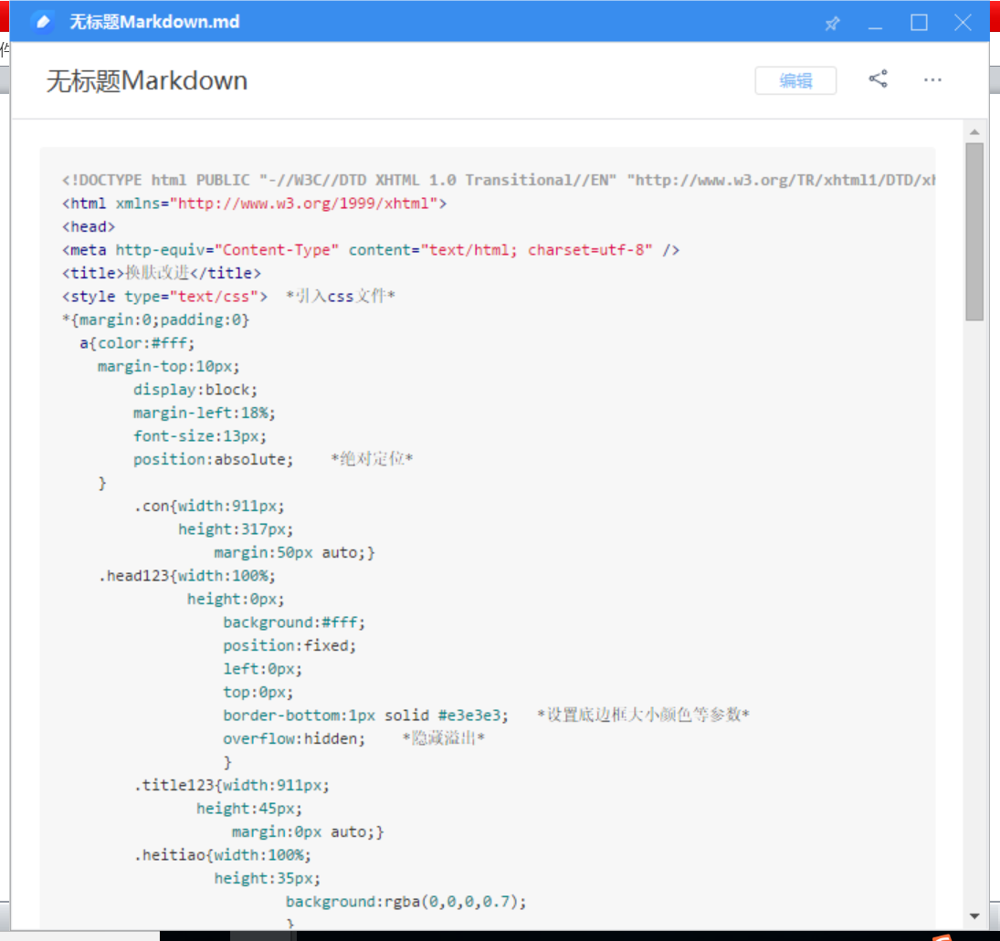 无标题Markdown.md
件
无标题Markdown
编辑
<!DOCTYPE html PUBLIC "-//W3C//DTD XHTML 1.0 Transitional//EN" "http://www.w3.org/TR/xhtml1/DTD/xh
<html xmlns="http://www.w3.org/1999/xhtml">
<head>
<meta http-equiv="Content-Type" content="text/html; charset=utf-8" />
<title>换肤改进</title>
<style type="text/css">  *引入css文件*
*{margin:0;padding:0}
  a{color:#fff;
    margin-top:10px;
        display:block;
        margin-left:18%;
        font-size:13px;
        position:absolute;    *绝对定位*
    }
        .con{width:911px;
             height:317px;
                 margin:50px auto;}
    .head123{width:100%;
              height:0px;
                  background:#fff;
                  position:fixed;
                  left:0px;
                  top:0px;
                  border-bottom:1px solid #e3e3e3;   *设置底边框大小颜色等参数*
                  overflow:hidden;    *隐藏溢出*
                  }
        .title123{width:911px;
               height:45px;
                   margin:0px auto;}
        .heitiao{width:100%;
                 height:35px;
                         background:rgba(0,0,0,0.7);
                         }